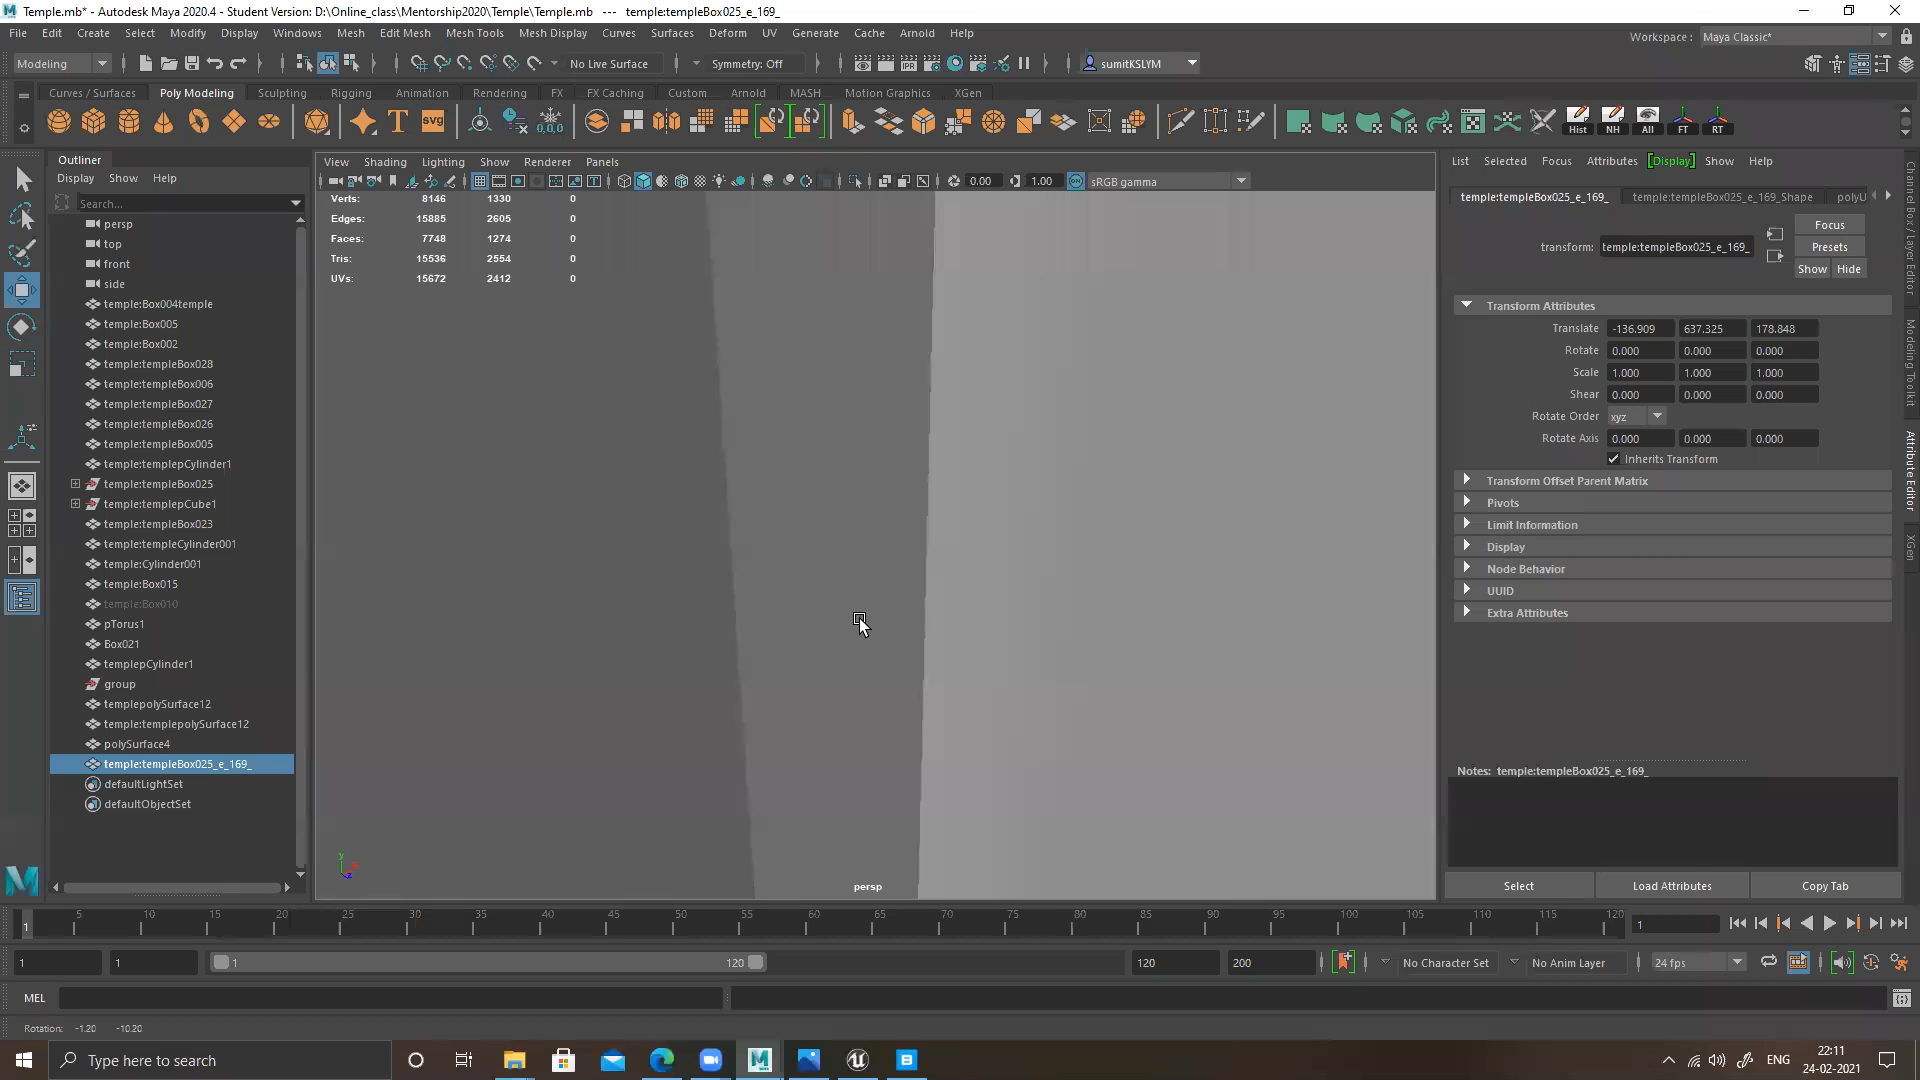 Temple.mb* - Autodesk Maya 2020.4 - Student Version: D:\Online_class\Mentorship2020\Temple\Temple.mb --- temple:templeBox025_e_169_
File Edit Create Select Modify Display Windows Mesh Edit Mesh Mesh Tools Mesh Display Curves Surfaces Deform UV Generate Cache Arnold Help
Workspace : Maya Classic*
Modeling No Live Surface Symmetry: Off sumitKSLYM
Curves / Surfaces Poly Modeling Sculpting Rigging Animation Rendering FX FX Caching Custom Arnold MASH Motion Graphics XGen
T svg 0,0,0 Hist NH All FT RT
Outliner
Display Show Help
Search...
persp
top
front
side
temple:Box004temple
temple:Box005
temple:Box002
temple:templeBox028
temple:templeBox006
temple:templeBox027
temple:templeBox026
temple:templeBox005
temple:templepCylinder1
temple:templeBox025
temple:templepCube1
temple:templeBox023
temple:templeCylinder001
temple:Cylinder001
temple:Box015
temple:Box010
pTorus1
Box021
templepCylinder1
group
templepolySurface12
temple:templepolySurface12
polySurface4
temple:templeBox025_e_169_
defaultLightSet
defaultObjectSet
View Shading Lighting Show Renderer Panels
0.00 1.00 sRGB gamma
Verts: 8146 1330 0
Edges: 15885 2605 0
Faces: 7748 1274 0
Tris: 15536 2554 0
UVs: 15672 2412 0
persp
List Selected Focus Attributes Display Show Help
temple:templeBox025_e_169_ temple:templeBox025_e_169_Shape polyU
Focus
transform: temple:templeBox025_e_169_ Presets
Show Hide
Transform Attributes
Translate -136.909 637.325 178.848
Rotate 0.000 0.000 0.000
Scale 1.000 1.000 1.000
Shear 0.000 0.000 0.000
Rotate Order xyz
Rotate Axis 0.000 0.000 0.000
Inherits Transform
Transform Offset Parent Matrix
Pivots
Limit Information
Display
Node Behavior
UUID
Extra Attributes
Notes: temple:templeBox025_e_169_
Select Load Attributes Copy Tab
Channel Box / Layer Editor
Modeling Toolkit
Attribute Editor
XGen
1 5 10 15 20 25 30 35 40 45 50 55 60 65 70 75 80 85 90 95 100 105 110 115 120 1
1 1 1 120 120 200 No Character Set No Anim Layer 24 fps
MEL
Rotation: -1.20 -10.20
Type here to search
ENG
22:11
24-02-2021